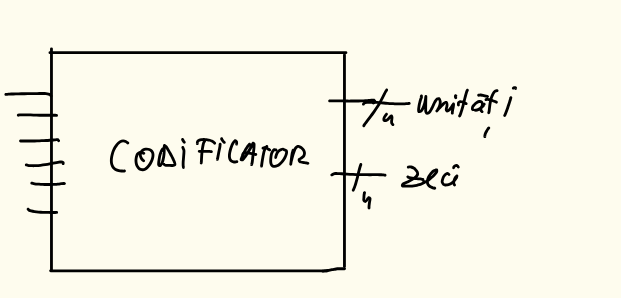 CODIFICATOR
unități
4
zeci
4